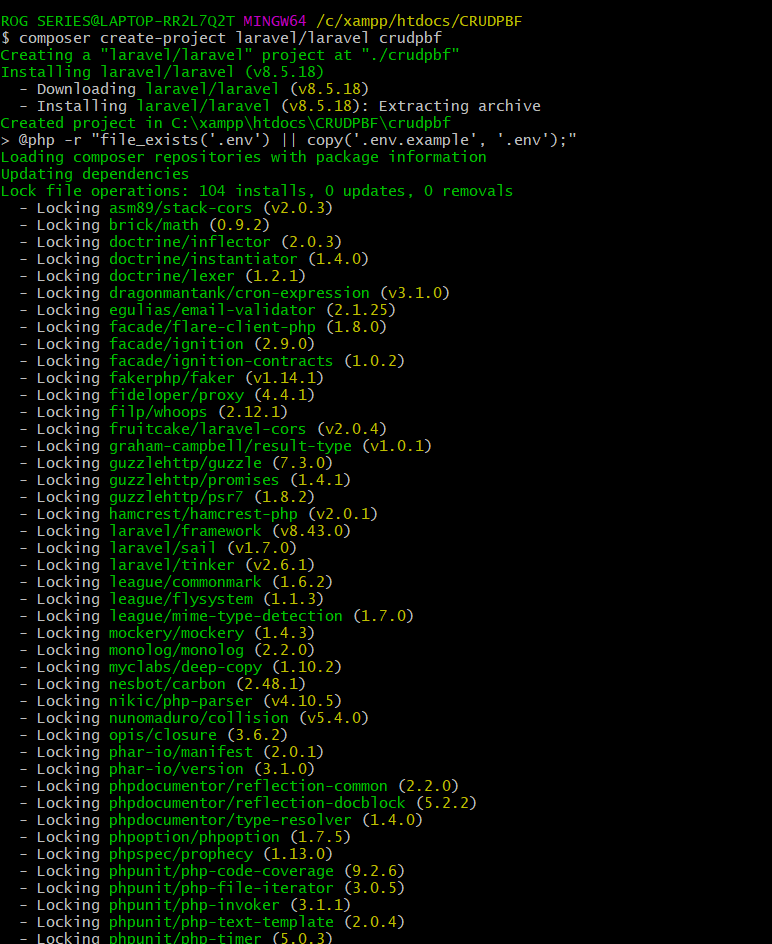 ROG SERIES@LAPTOP-RR2L7Q2T MINGW64 /c/xampp/htdocs/CRUDPBF
$ composer create-project laravel/laravel crudpbf
Creating a "laravel/laravel" project at "./crudpbf"
Installing laravel/laravel (v8.5.18)
  - Downloading laravel/laravel (v8.5.18)
  - Installing laravel/laravel (v8.5.18): Extracting archive
Created project in C:\xampp\htdocs\CRUDPBF\crudpbf
> @php -r "file_exists('.env') || copy('.env.example', '.env');"
Loading composer repositories with package information
Updating dependencies
Lock file operations: 104 installs, 0 updates, 0 removals
  - Locking asm89/stack-cors (v2.0.3)
  - Locking brick/math (0.9.2)
  - Locking doctrine/inflector (2.0.3)
  - Locking doctrine/instantiator (1.4.0)
  - Locking doctrine/lexer (1.2.1)
  - Locking dragonmantank/cron-expression (v3.1.0)
  - Locking egulias/email-validator (2.1.25)
  - Locking facade/flare-client-php (1.8.0)
  - Locking facade/ignition (2.9.0)
  - Locking facade/ignition-contracts (1.0.2)
  - Locking fakerphp/faker (v1.14.1)
  - Locking fideloper/proxy (4.4.1)
  - Locking filp/whoops (2.12.1)
  - Locking fruitcake/laravel-cors (v2.0.4)
  - Locking graham-campbell/result-type (v1.0.1)
  - Locking guzzlehttp/guzzle (7.3.0)
  - Locking guzzlehttp/promises (1.4.1)
  - Locking guzzlehttp/psr7 (1.8.2)
  - Locking hamcrest/hamcrest-php (v2.0.1)
  - Locking laravel/framework (v8.43.0)
  - Locking laravel/sail (v1.7.0)
  - Locking laravel/tinker (v2.6.1)
  - Locking league/commonmark (1.6.2)
  - Locking league/flysystem (1.1.3)
  - Locking league/mime-type-detection (1.7.0)
  - Locking mockery/mockery (1.4.3)
  - Locking monolog/monolog (2.2.0)
  - Locking myclabs/deep-copy (1.10.2)
  - Locking nesbot/carbon (2.48.1)
  - Locking nikic/php-parser (v4.10.5)
  - Locking nunomaduro/collision (v5.4.0)
  - Locking opis/closure (3.6.2)
  - Locking phar-io/manifest (2.0.1)
  - Locking phar-io/version (3.1.0)
  - Locking phpdocumentor/reflection-common (2.2.0)
  - Locking phpdocumentor/reflection-docblock (5.2.2)
  - Locking phpdocumentor/type-resolver (1.4.0)
  - Locking phpoption/phpoption (1.7.5)
  - Locking phpspec/prophecy (1.13.0)
  - Locking phpunit/php-code-coverage (9.2.6)
  - Locking phpunit/php-file-iterator (3.0.5)
  - Locking phpunit/php-invoker (3.1.1)
  - Locking phpunit/php-text-template (2.0.4)
  - Locking phpunit/php-timer (5.0.3)